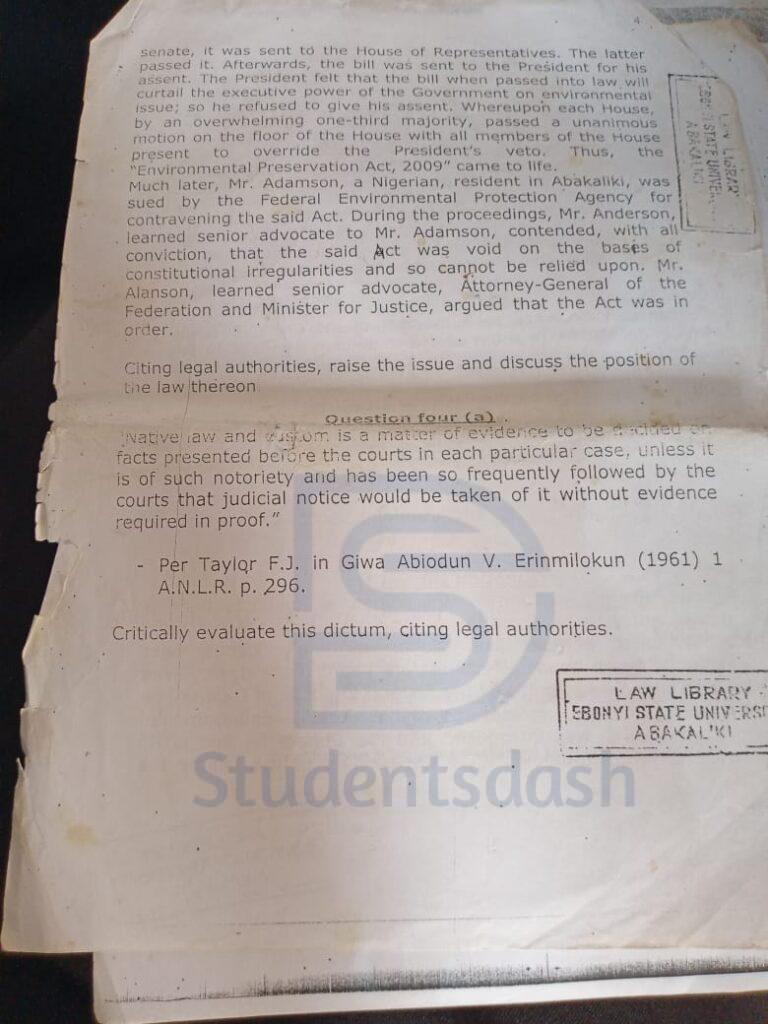 4
senate, it was sent to the House of Representatives. The latter
passed it. Afterwards, the bill was sent to the President for his
assent. The President felt that the bill when passed into law will
curtail the executive power of the Government on environmental
issue; so he refused to give his assent. Whereupon each House,
by an overwhelming one-third majority, passed a unanimous
motion on the floor of the House with all members of the House
present to override the President's veto. Thus, the
"Environmental Preservation Act, 2009" came to life.
Much later, Mr. Adamson, a Nigerian, resident in Abakaliki, was
sued by the Federal Environmental Protection Agency for
contravening the said Act. During the proceedings, Mr. Anderson,
learned senior advocate to Mr. Adamson, contended, with all
conviction, that the said Act was void on the bases of
constitutional irregularities and so cannot be relied upon. Mr.
Alanson, learned senior advocate, Attorney-General of the
Federation and Minister for Justice, argued that the Act was in
order.
Citing legal authorities, raise the issue and discuss the position of
the law thereon
Question four (a)
"Native law and custom is a matter of evidence to be decided on
facts presented before the courts in each particular case, unless it
is of such notoriety and has been so frequently followed by the
courts that judicial notice would be taken of it without evidence
required in proof."
- Per Taylor F.J. in Giwa Abiodun V. Erinmilokun (1961) 1
A.N.L.R. p. 296.
Critically evaluate this dictum, citing legal authorities.
LAW LIBRARY
EBONYI STATE
ABAKALIKI
Studentsdash